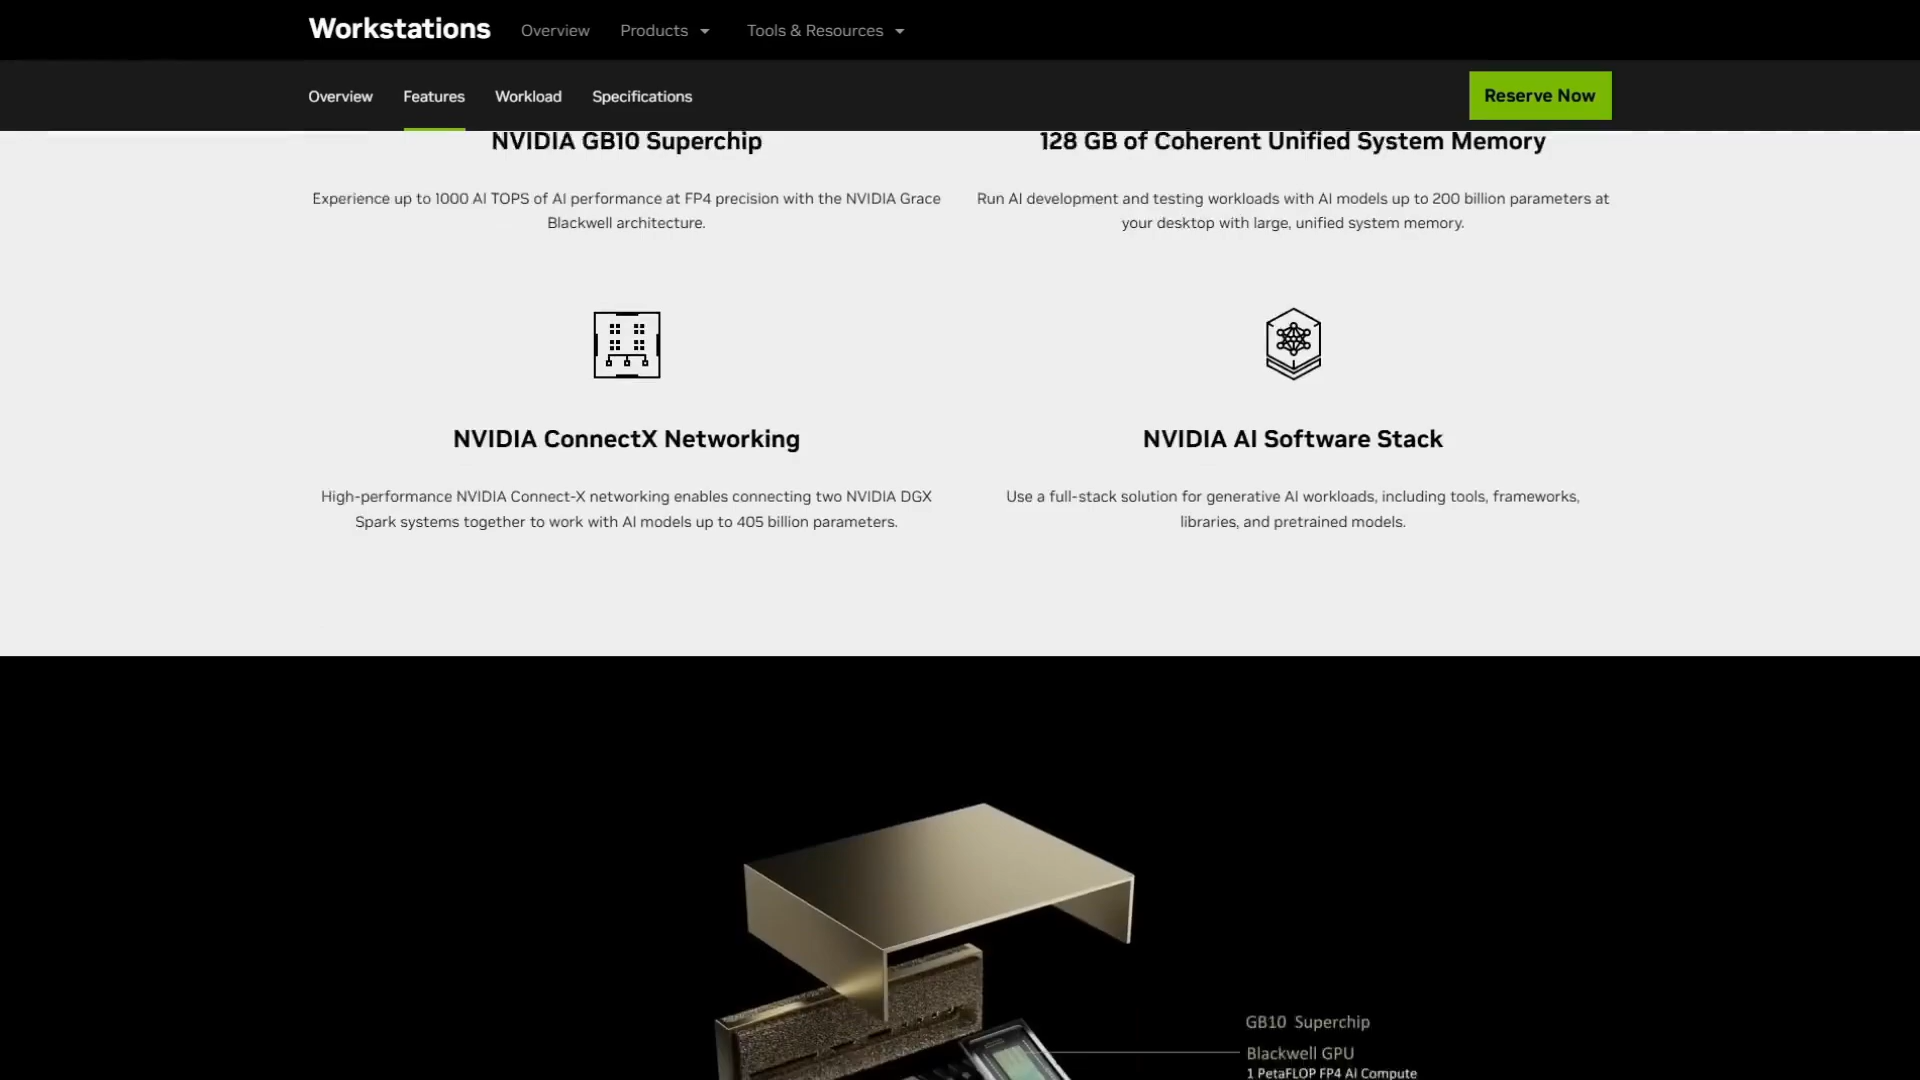 Workstations
Overview
Products
Tools & Resources
Overview
Features
Workload
Specifications
Reserve Now
NVIDIA GB10 Superchip
Experience up to 1000 AI TOPS of AI performance at FP4 precision with the NVIDIA Grace
Blackwell architecture.
128 GB of Coherent Unified System Memory
Run AI development and testing workloads with AI models up to 200 billion parameters at
your desktop with large, unified system memory.
NVIDIA ConnectX Networking
High-performance NVIDIA Connect-X networking enables connecting two NVIDIA DGX
Spark systems together to work with AI models up to 405 billion parameters.
NVIDIA AI Software Stack
Use a full-stack solution for generative AI workloads, including tools, frameworks,
libraries, and pretrained models.
GB10 Superchip
Blackwell GPU
1 PetaFLOP FP4 AI Compute